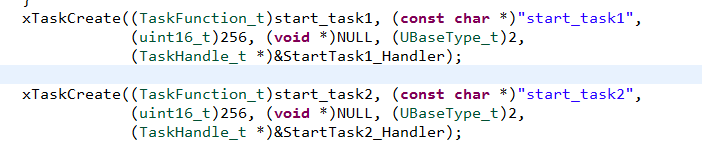 }
xTaskCreate((TaskFunction_t)start_task1, (const char *)"start_task1",
(uint16_t)256, (void *)NULL, (UBaseType_t)2,
(TaskHandle_t *)&StartTask1_Handler);
xTaskCreate((TaskFunction_t)start_task2, (const char *)"start_task2",
(uint16_t)256, (void *)NULL, (UBaseType_t)2,
(TaskHandle_t *)&StartTask2_Handler);